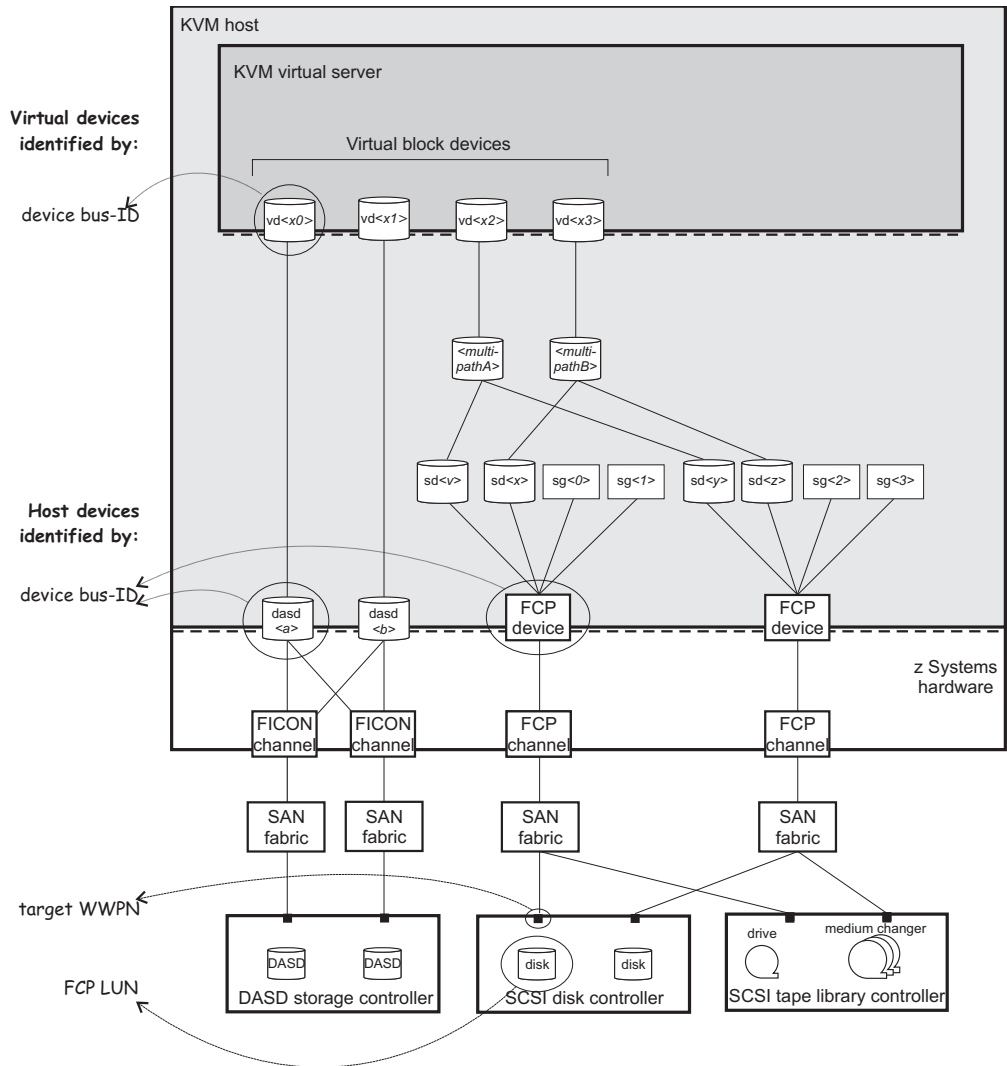 KVM host
KVM virtual server
Virtual devices
identified by:
Virtual block devices
device bus-ID
vd<x0>
vd<x1>
vd<x2>
vd<x3>
<multi-
pathA>
<multi-
pathB>
sd<v>
sd<x>
sg<0>
sg<1>
sd<y>
sd<z>
sg<2>
sg<3>
Host devices
identified by:
device bus-ID
dasd
<a>
dasd
<b>
FCP
device
FCP
device
z Systems
hardware
FICON
channel
FICON
channel
FCP
channel
FCP
channel
SAN
fabric
SAN
fabric
SAN
fabric
SAN
fabric
target WWPN
FCP LUN
DASD
DASD
DASD storage controller
disk
disk
SCSI disk controller
drive
medium changer
SCSI tape library controller